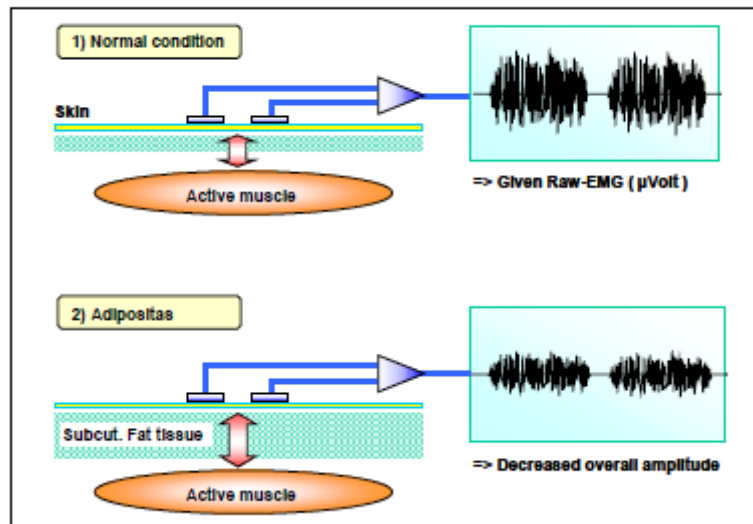 1) Normal condition
Skin
Active muscle
=> Given Raw-EMG ( µVolt )
2) Adipositas
Subcut. Fat tissue
Active muscle
=> Decreased overall amplitude